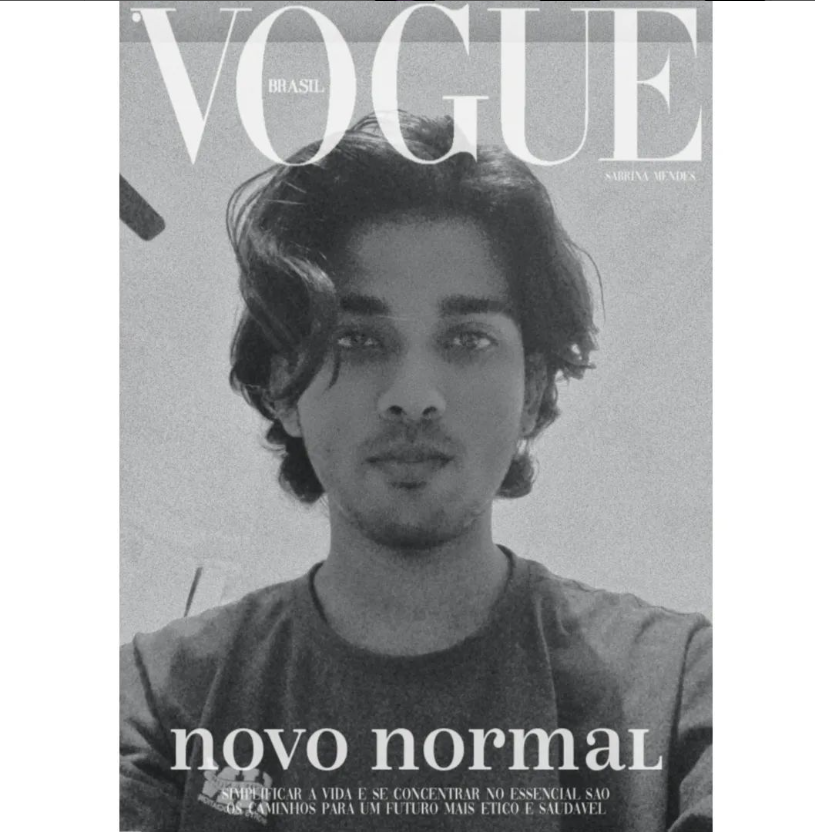 VOGUE
BRASIL
SABRINA MENDES
novo normaL
SIMPLIFICAR A VIDA E SE CONCENTRAR NO ESSENCIAL SAO
OS CAMINHOS PARA UM FUTURO MAIS ETICO E SAUDAVEL